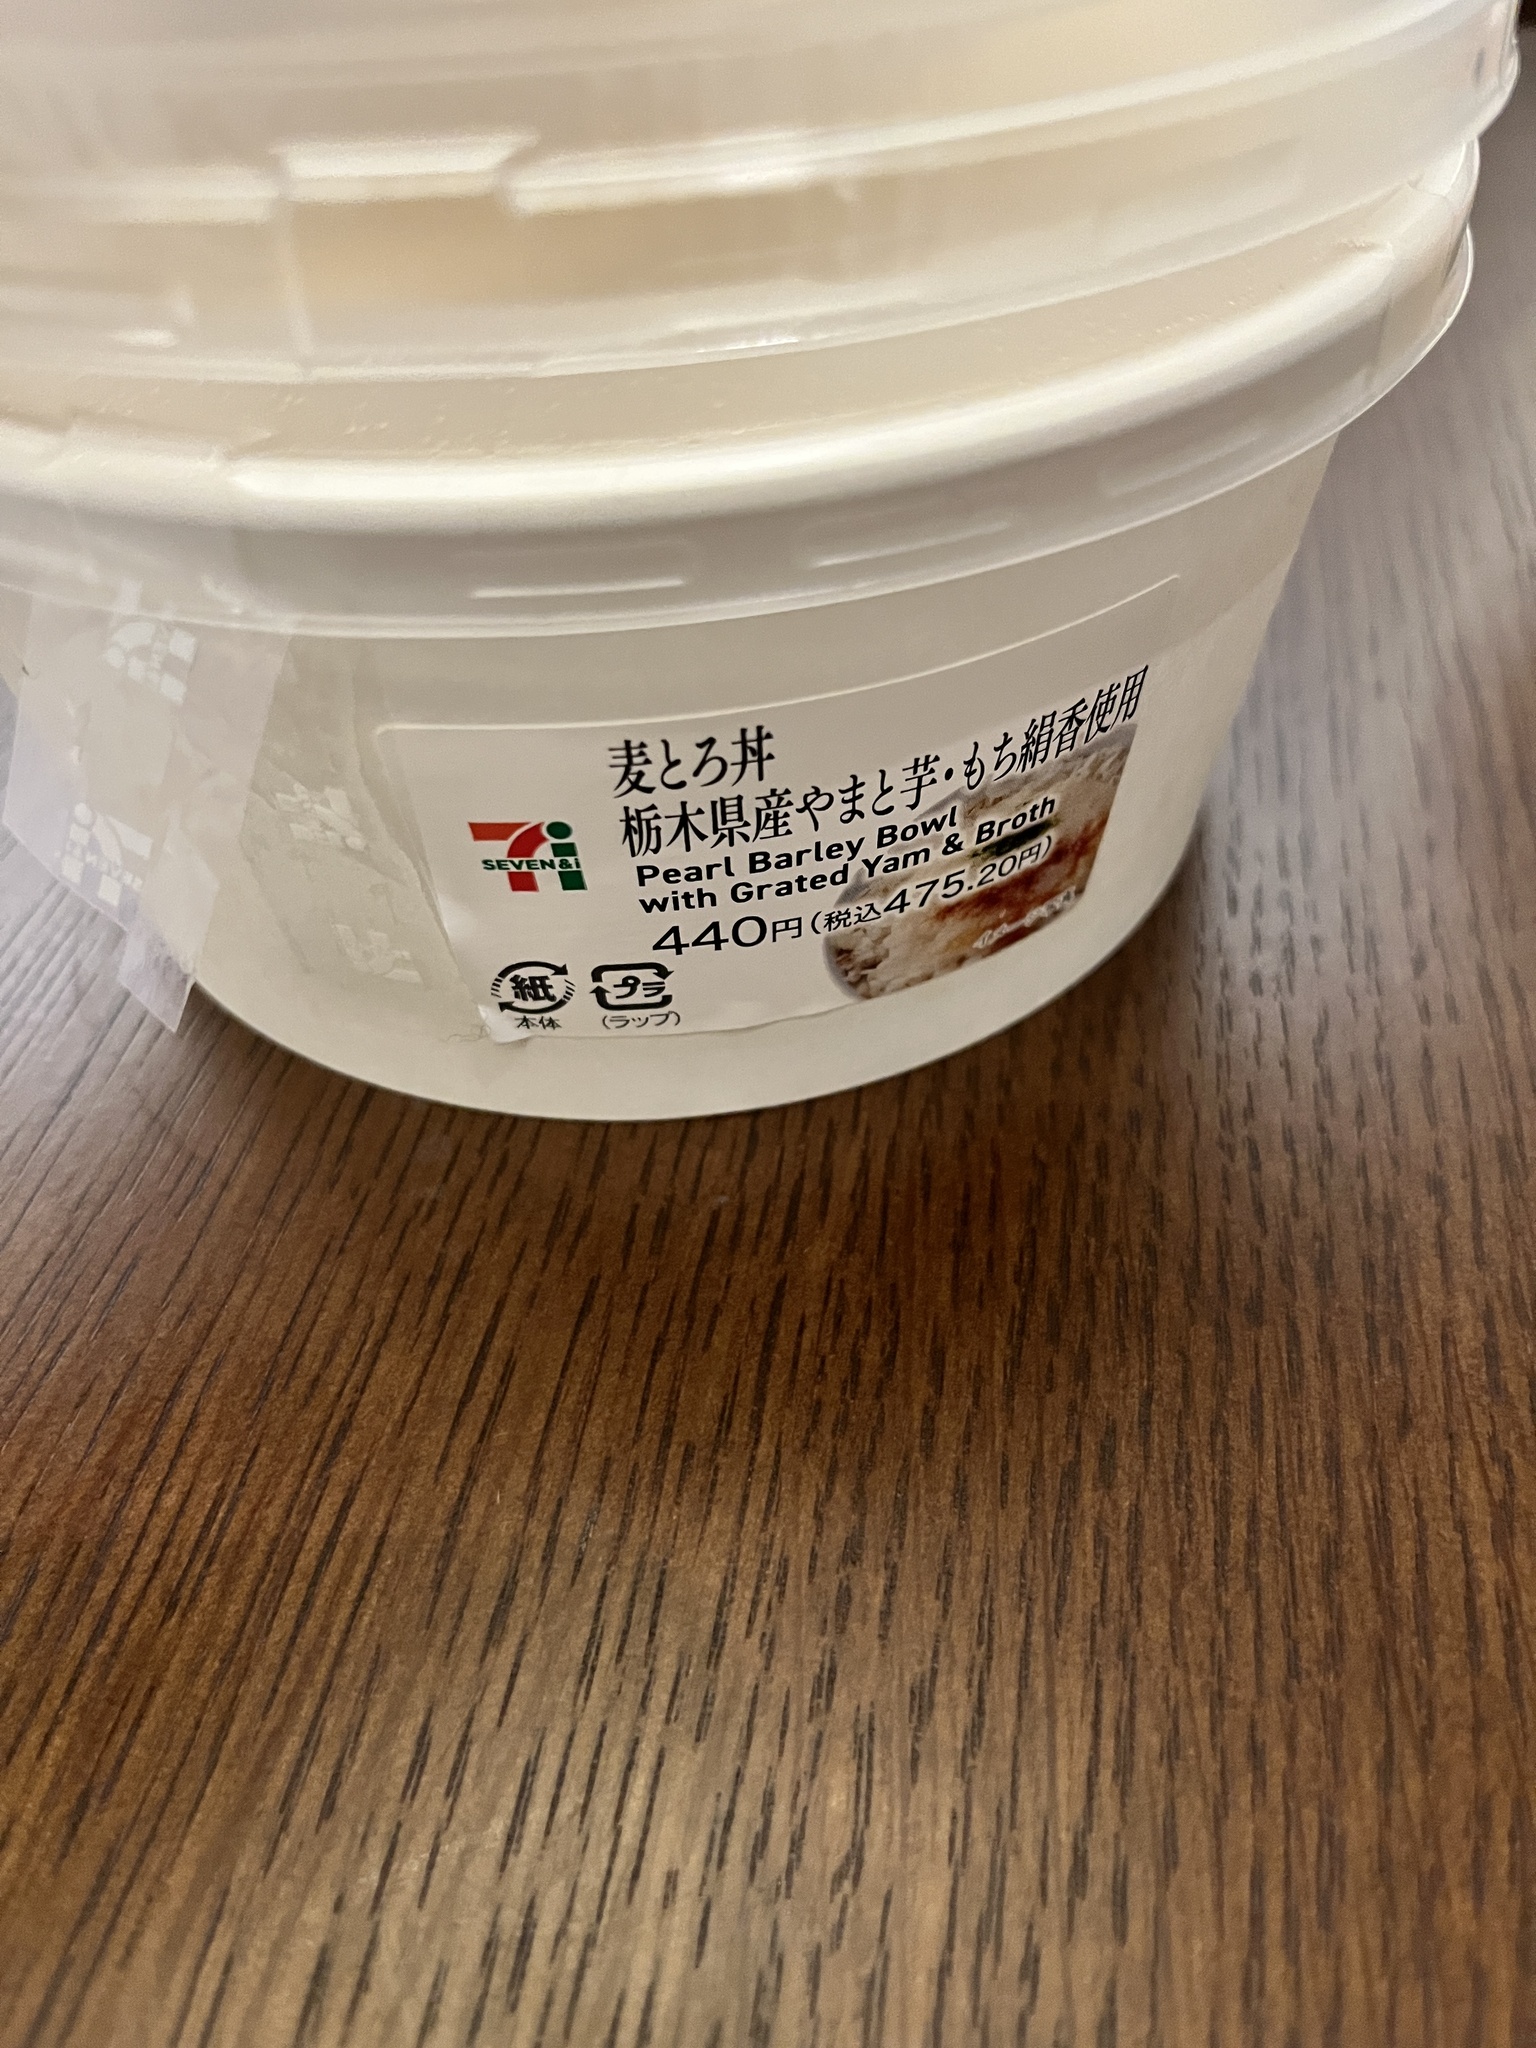 麦とろ丼
栃木県産やまと芋・もち絹香使用
Pearl Barley Bowl
with Grated Yam & Broth
440円(税込475.20円)
SEVEN&i
紙
本体
プラ
(ラップ)